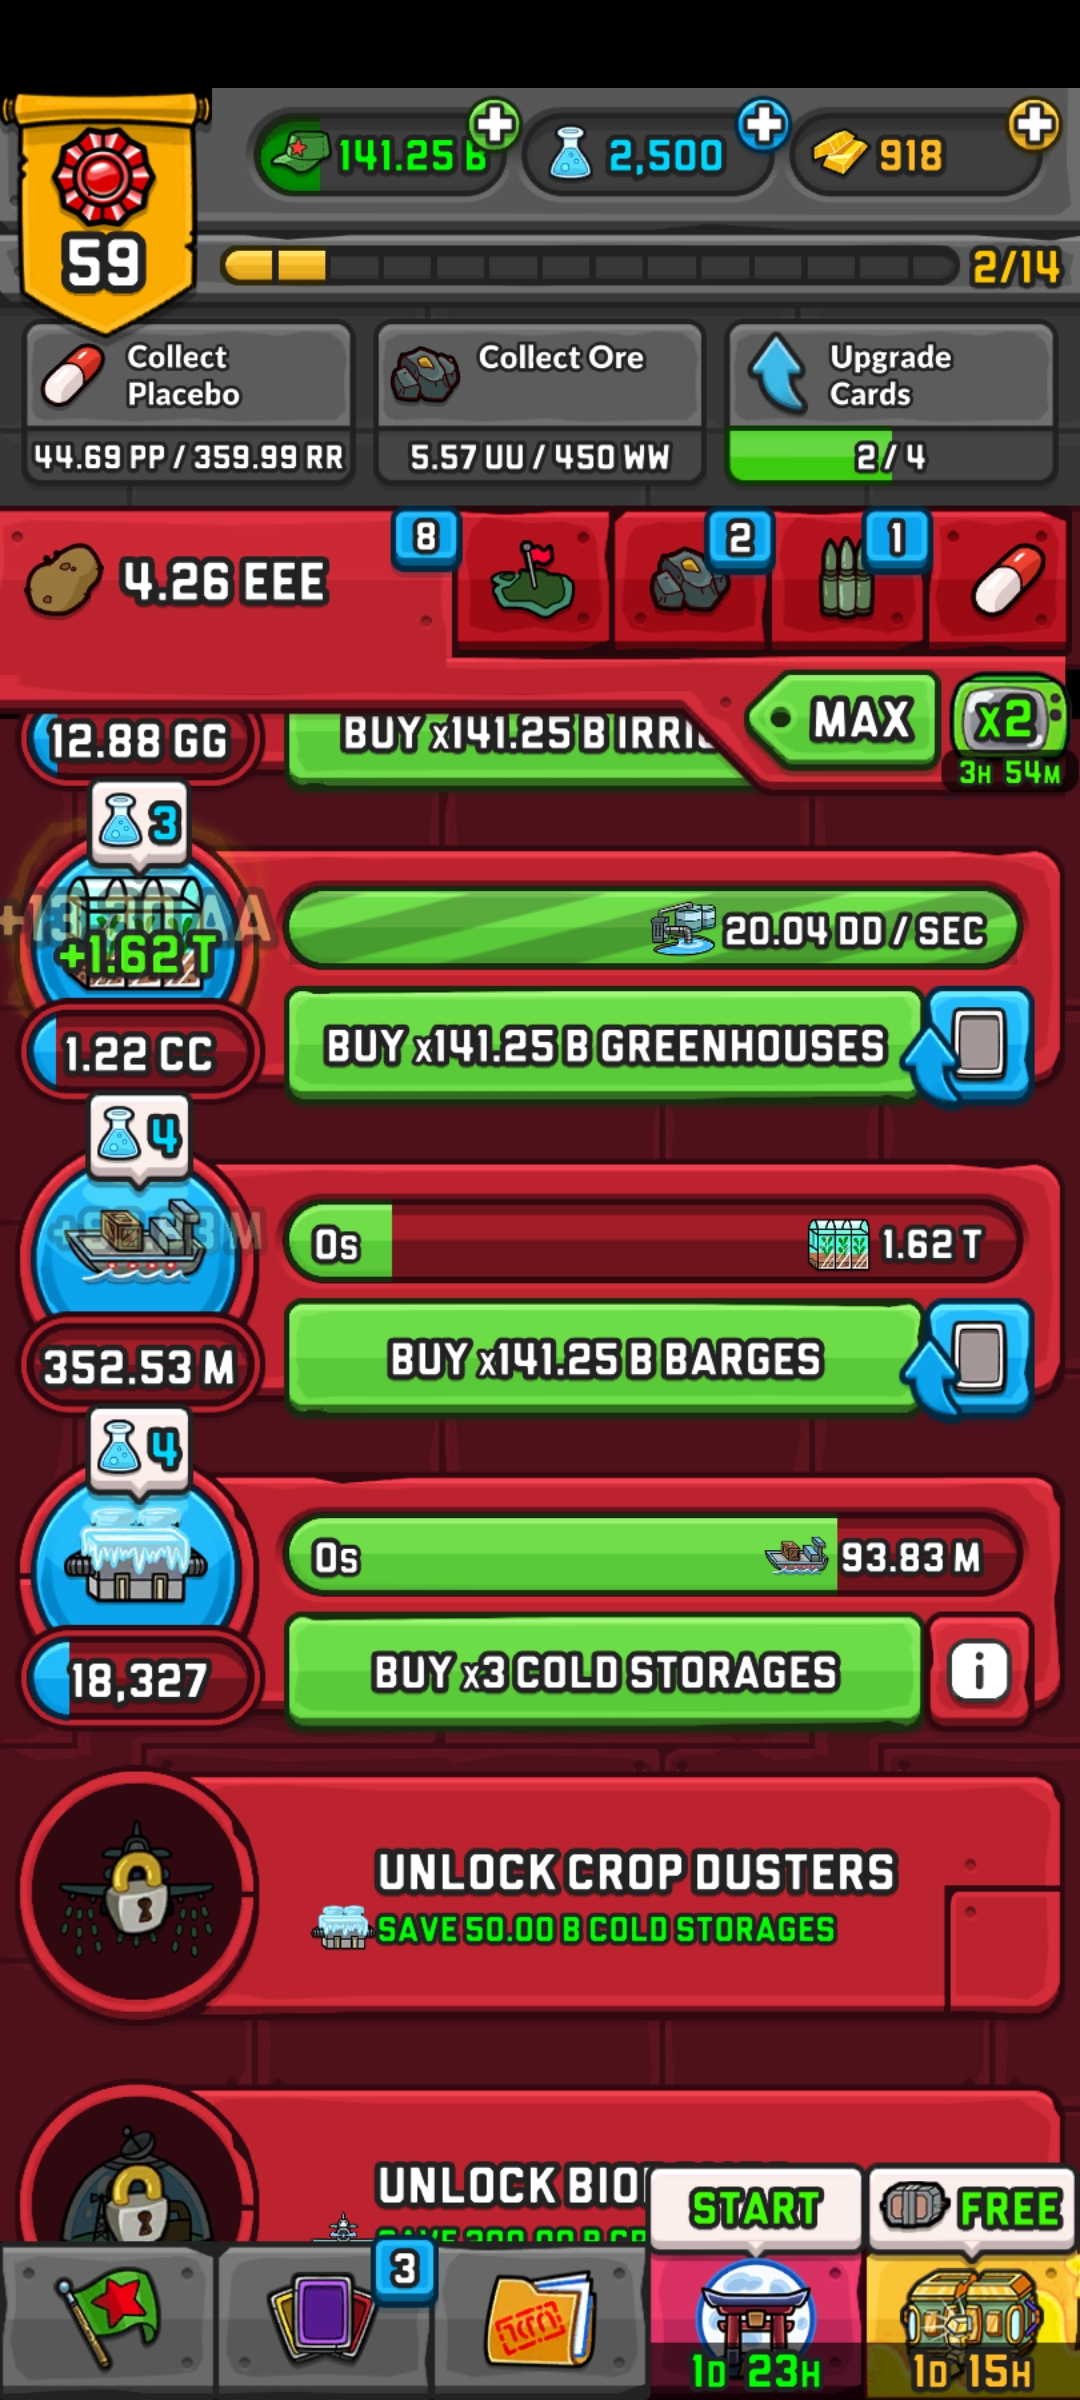 141.25 B
2,500
918
59
2/14
Collect Placebo
44.69 PP / 359.99 RR
Collect Ore
5.57 UU / 450 WW
Upgrade Cards
2/4
4.26 EEE
8
2
1
MAX
x2
3H 54M
12.88 GG
BUY x141.25 B
3
+1.62 T
20.04 DD / SEC
1.22 CC
BUY x141.25 B GREENHOUSES
4
0s
1.62 T
352.53 M
BUY x141.25 B BARGES
4
0s
93.83 M
18,327
BUY x3 COLD STORAGES
i
UNLOCK CROP DUSTERS
SAVE 50.00 B COLD STORAGES
UNLOCK
START
FREE
3
1D 23H
1D 15H